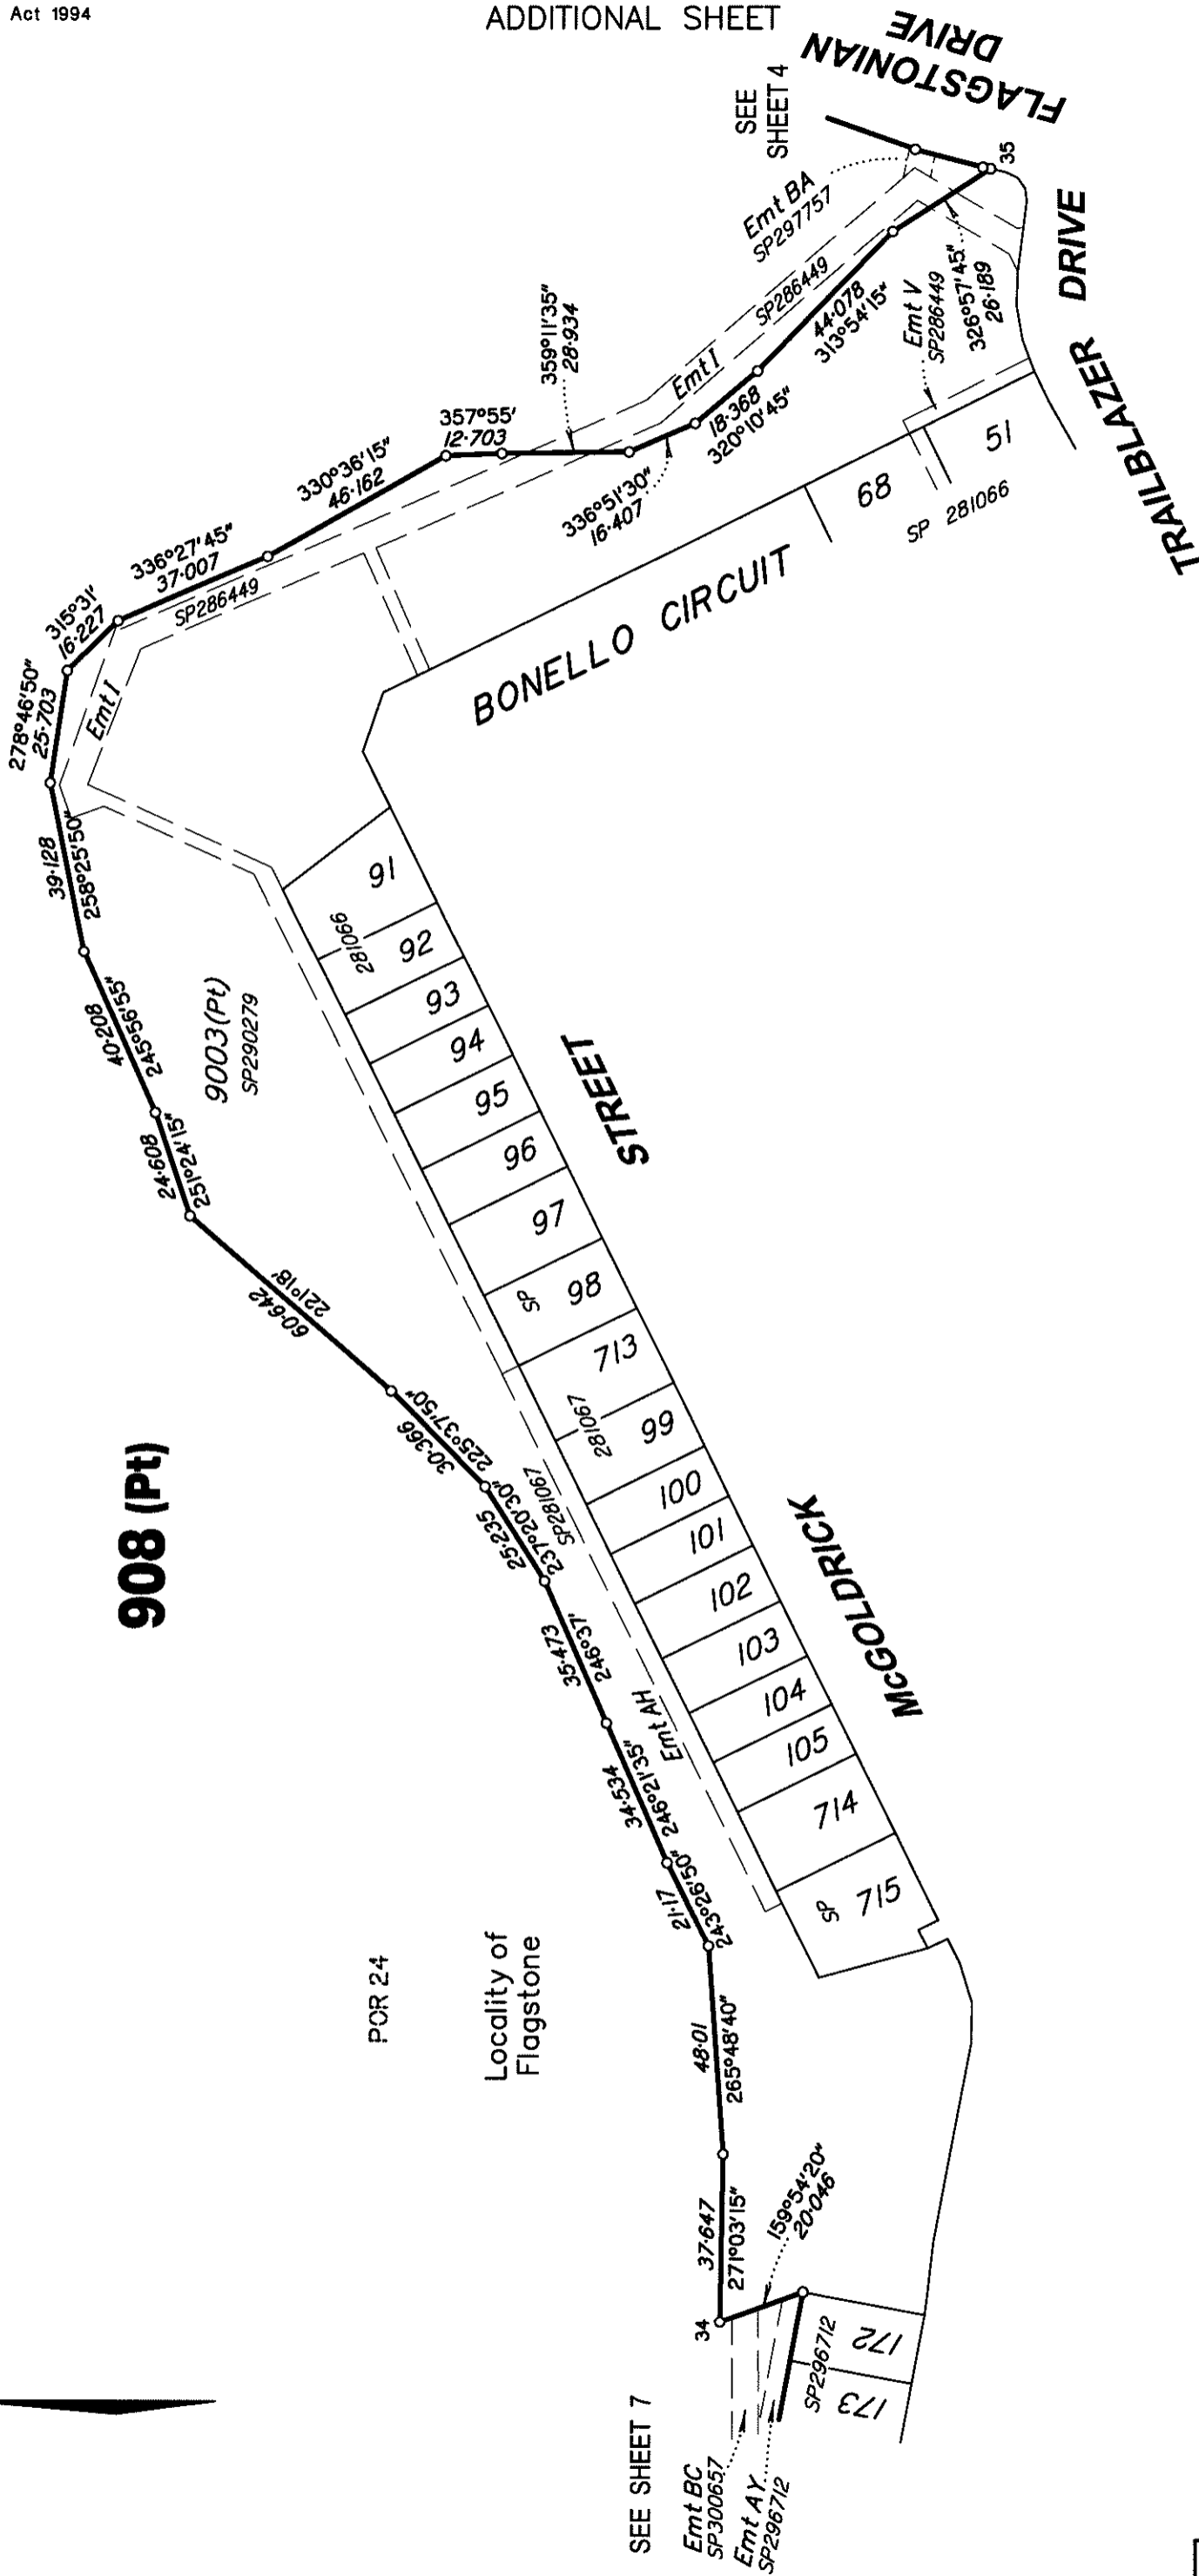 Act 1994
ADDITIONAL SHEET
FLAGSTONIAN
DRIVE
SEE
SHEET 4
35
Emt BA
SP297757
SP286449
Emt I
44·078
313°54'15"
Emt V
SP286449
326°57'45"
26·189
TRAILBLAZER DRIVE
359°11'35"
28·934
357°55'
12·703
18·368
320°10'45"
336°51'30"
16·407
51
68
SP 281066
330°36'15"
46·162
336°27'45"
37·007
SP286449
315°31'
16·227
BONELLO CIRCUIT
278°46'50"
25·703
Emt I
39·128
258°25'50"
40·208
245°56'55"
24·608
251°24'15"
9003(Pt)
SP290279
91
281066
92
93
94
95
96
97
SP
98
STREET
60·642
221°18'
30·366
225°37'50"
25·235
237°20'30"
SP281067
35·473
246°37'
34·534
246°21'35"
Emt AH
21·17
243°26'50"
713
281067
99
100
101
102
103
104
105
714
SP
715
McGOLDRICK
908 (Pt)
POR 24
Locality of
Flagstone
48·01
265°48'40"
37·647
271°03'15"
159°54'20"
20·046
34
SEE SHEET 7
Emt BC
SP300657
Emt AY
SP296712
SP296712
172
173